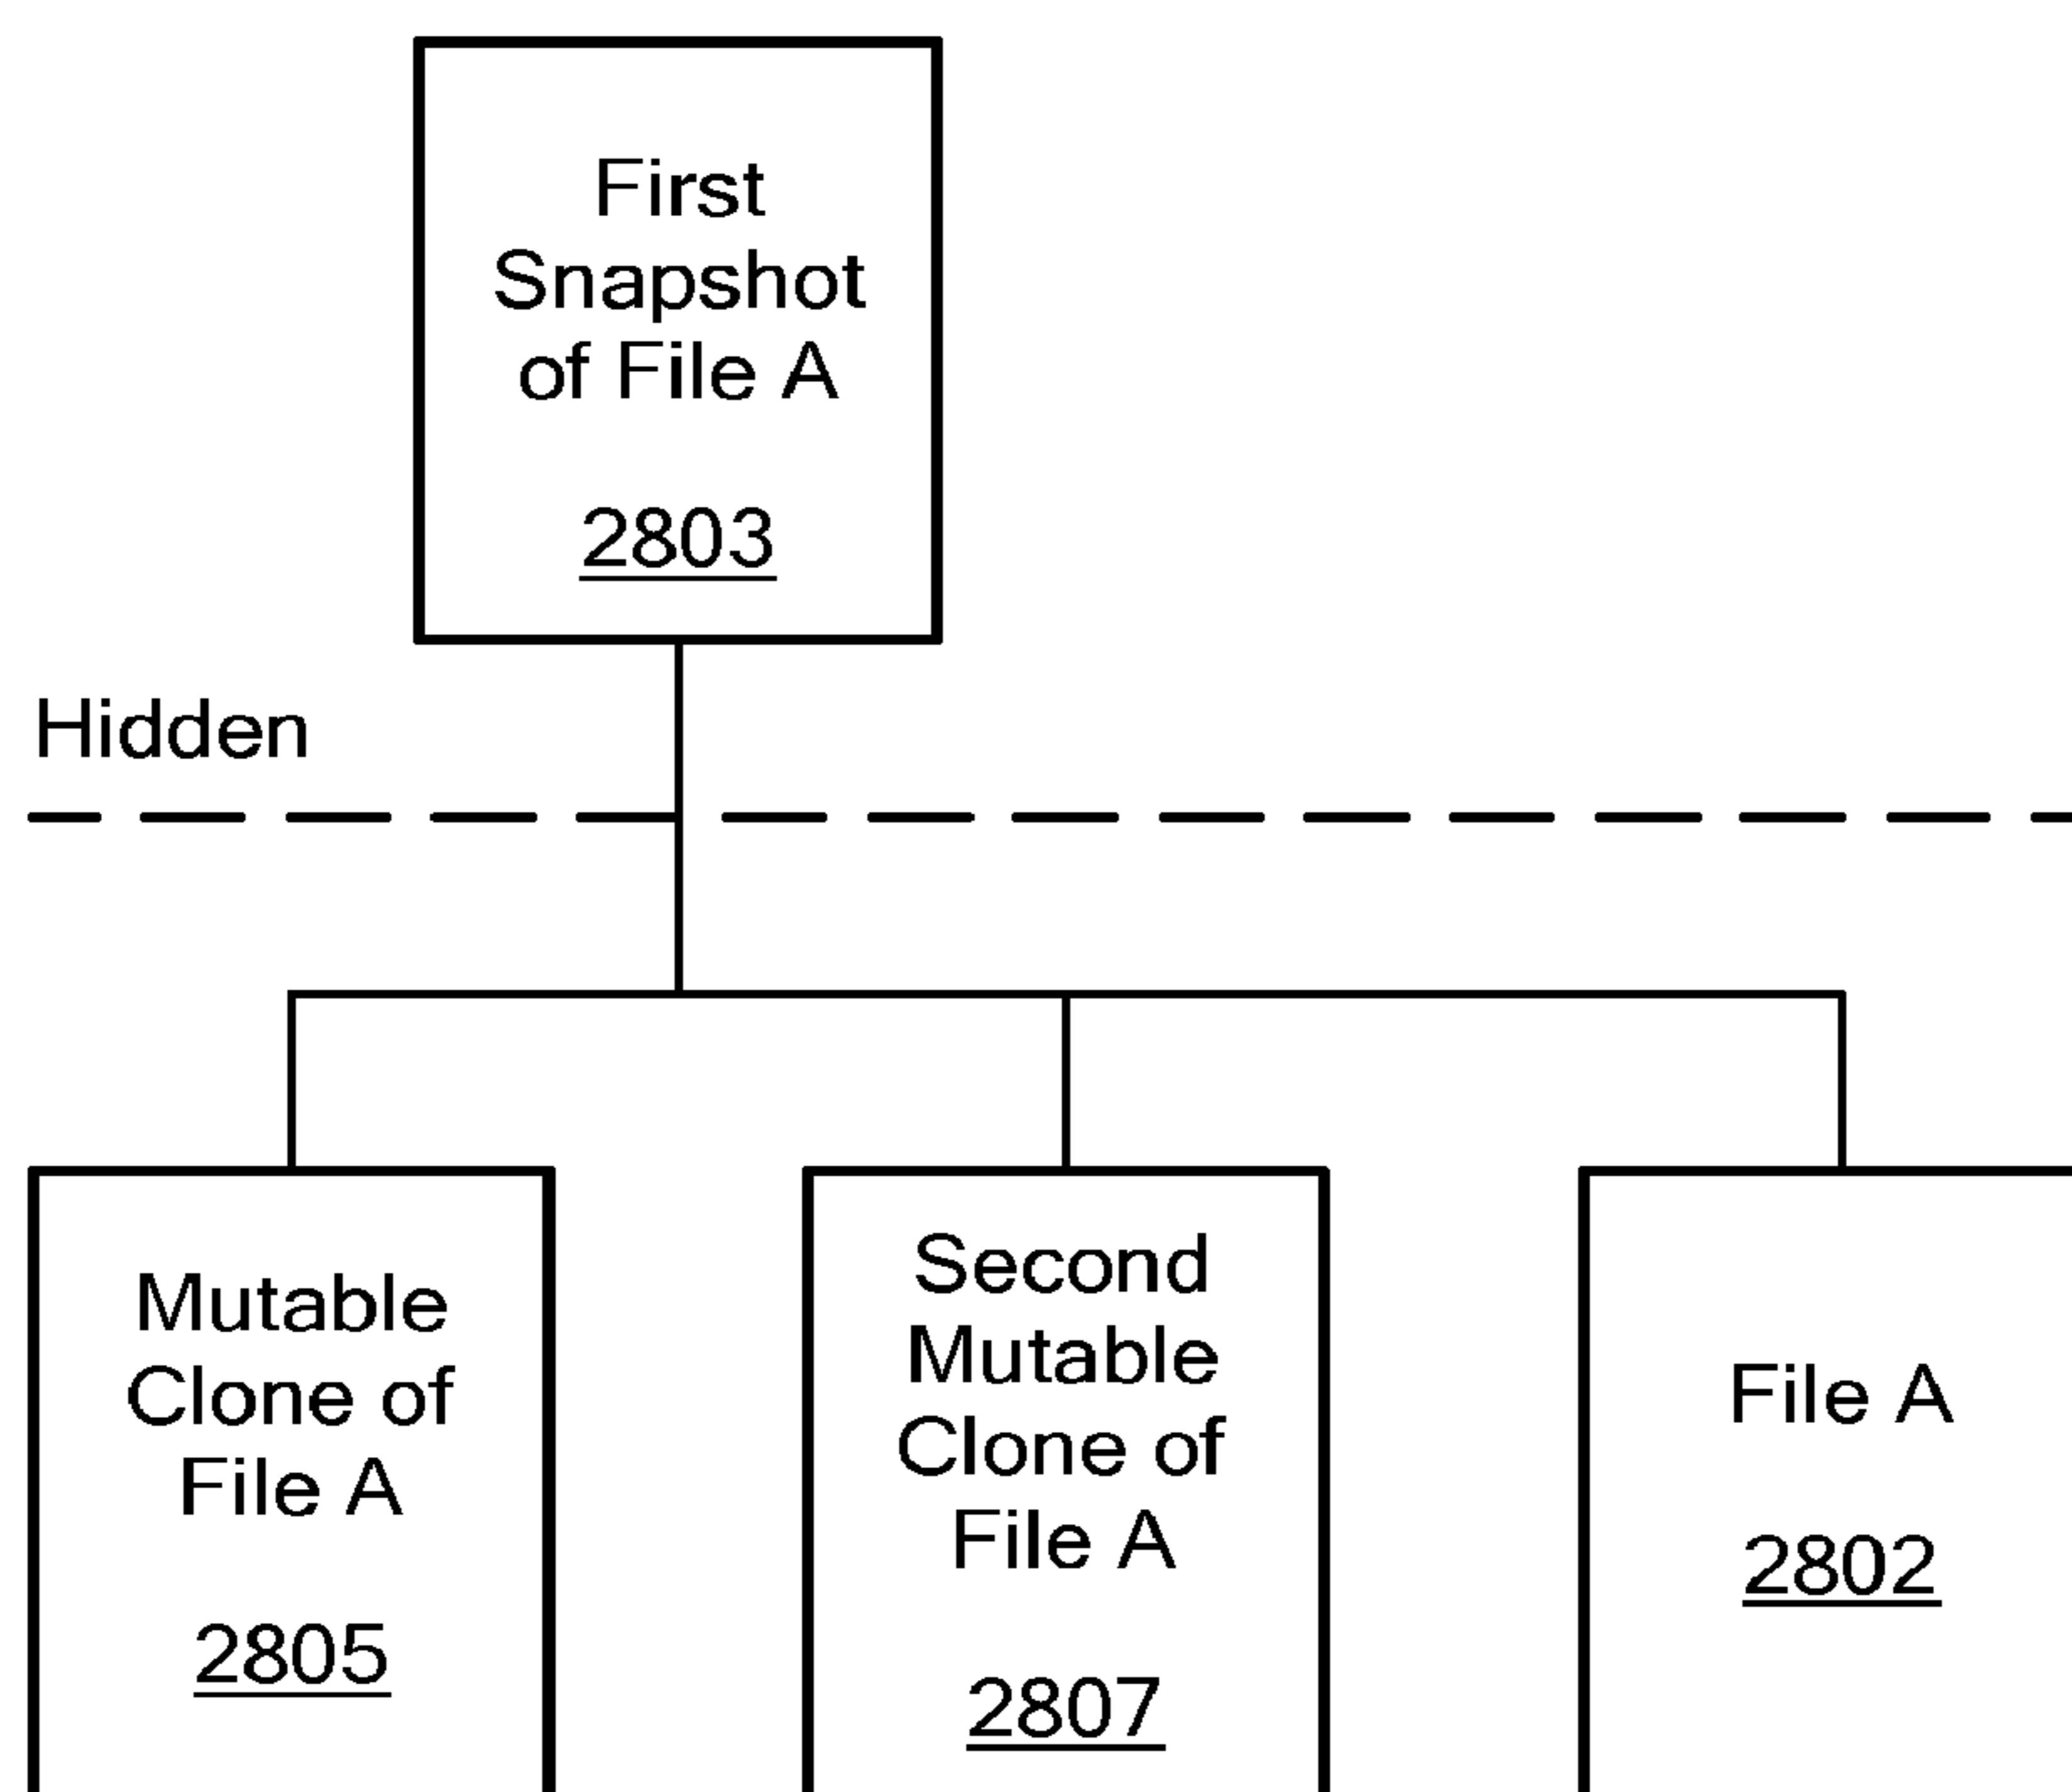 First
Snapshot
of File A
2803
Hidden
Mutable
Clone of
File A
2805
Second
Mutable
Clone of
File A
2807
File A
2802